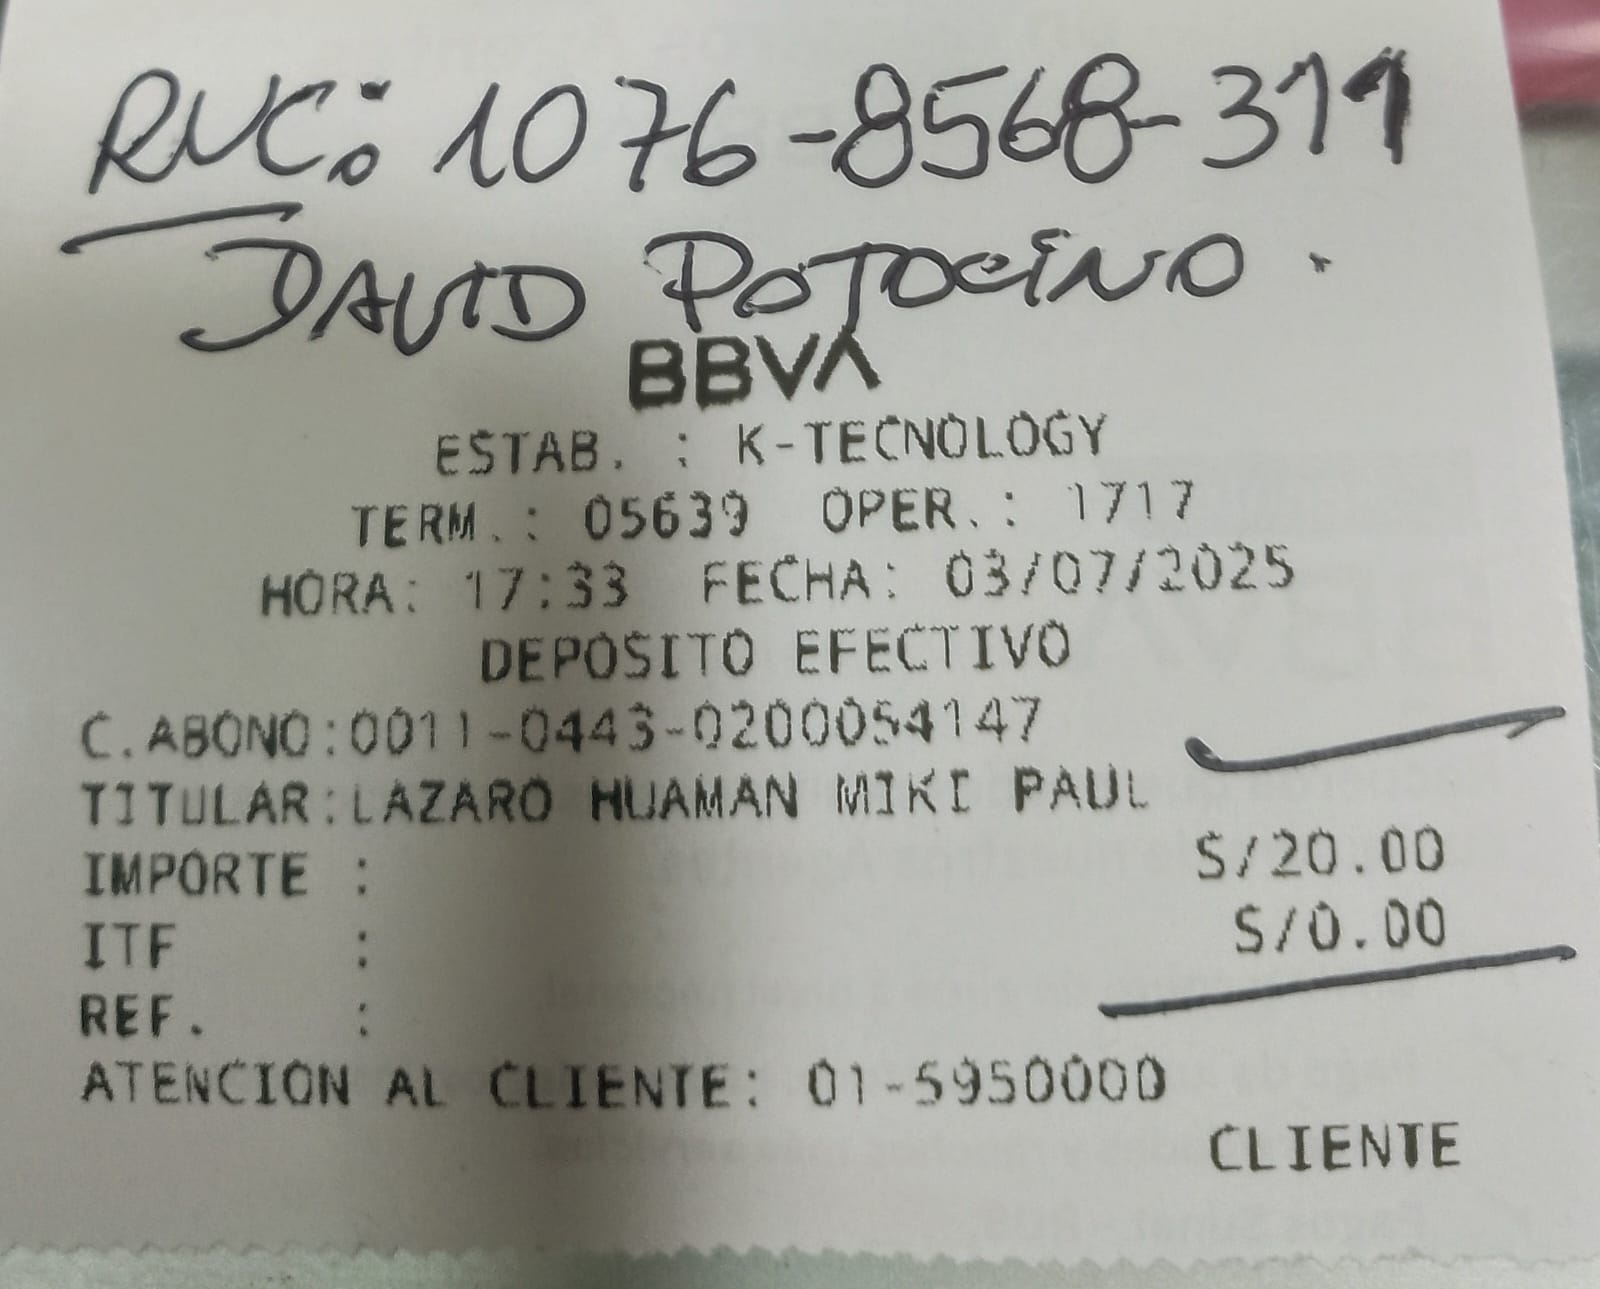 RUC: 1076-8568-311
DAVID POTOCINO.
BBVA
ESTAB. : K-TECNOLOGY
TERM.: 05639 OPER.: 1717
HORA: 17:33 FECHA: 03/07/2025
DEPOSITO EFECTIVO
C.ABONO:0011-0443-0200054147
TITULAR:LAZARO HUAMAN MIKI PAUL
IMPORTE : S/20.00
ITF : S/0.00
REF. :
ATENCION AL CLIENTE: 01-5950000
CLIENTE